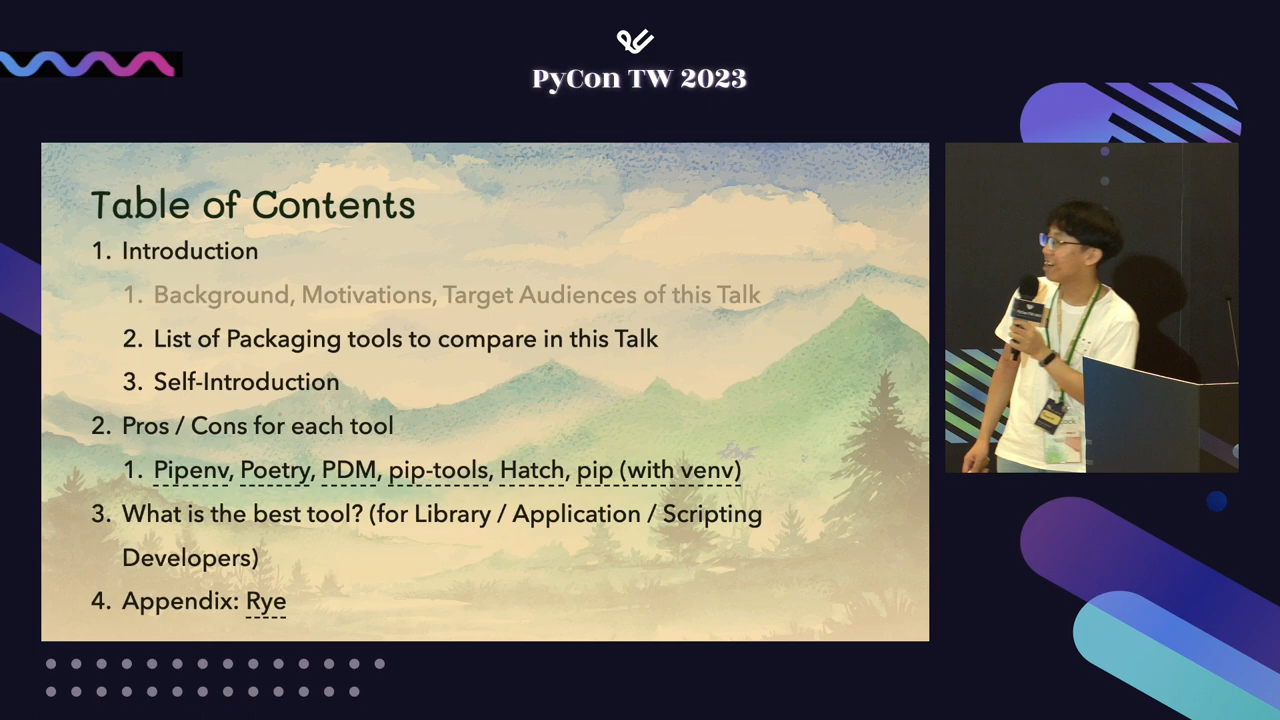 PyCon TW 2023
Table of Contents
1. Introduction
1. Background, Motivations, Target Audiences of this Talk
2. List of Packaging tools to compare in this Talk
3. Self-Introduction
2. Pros / Cons for each tool
1. Pipenv, Poetry, PDM, pip-tools, Hatch, pip (with venv)
3. What is the best tool? (for Library / Application / Scripting
Developers)
4. Appendix: Rye